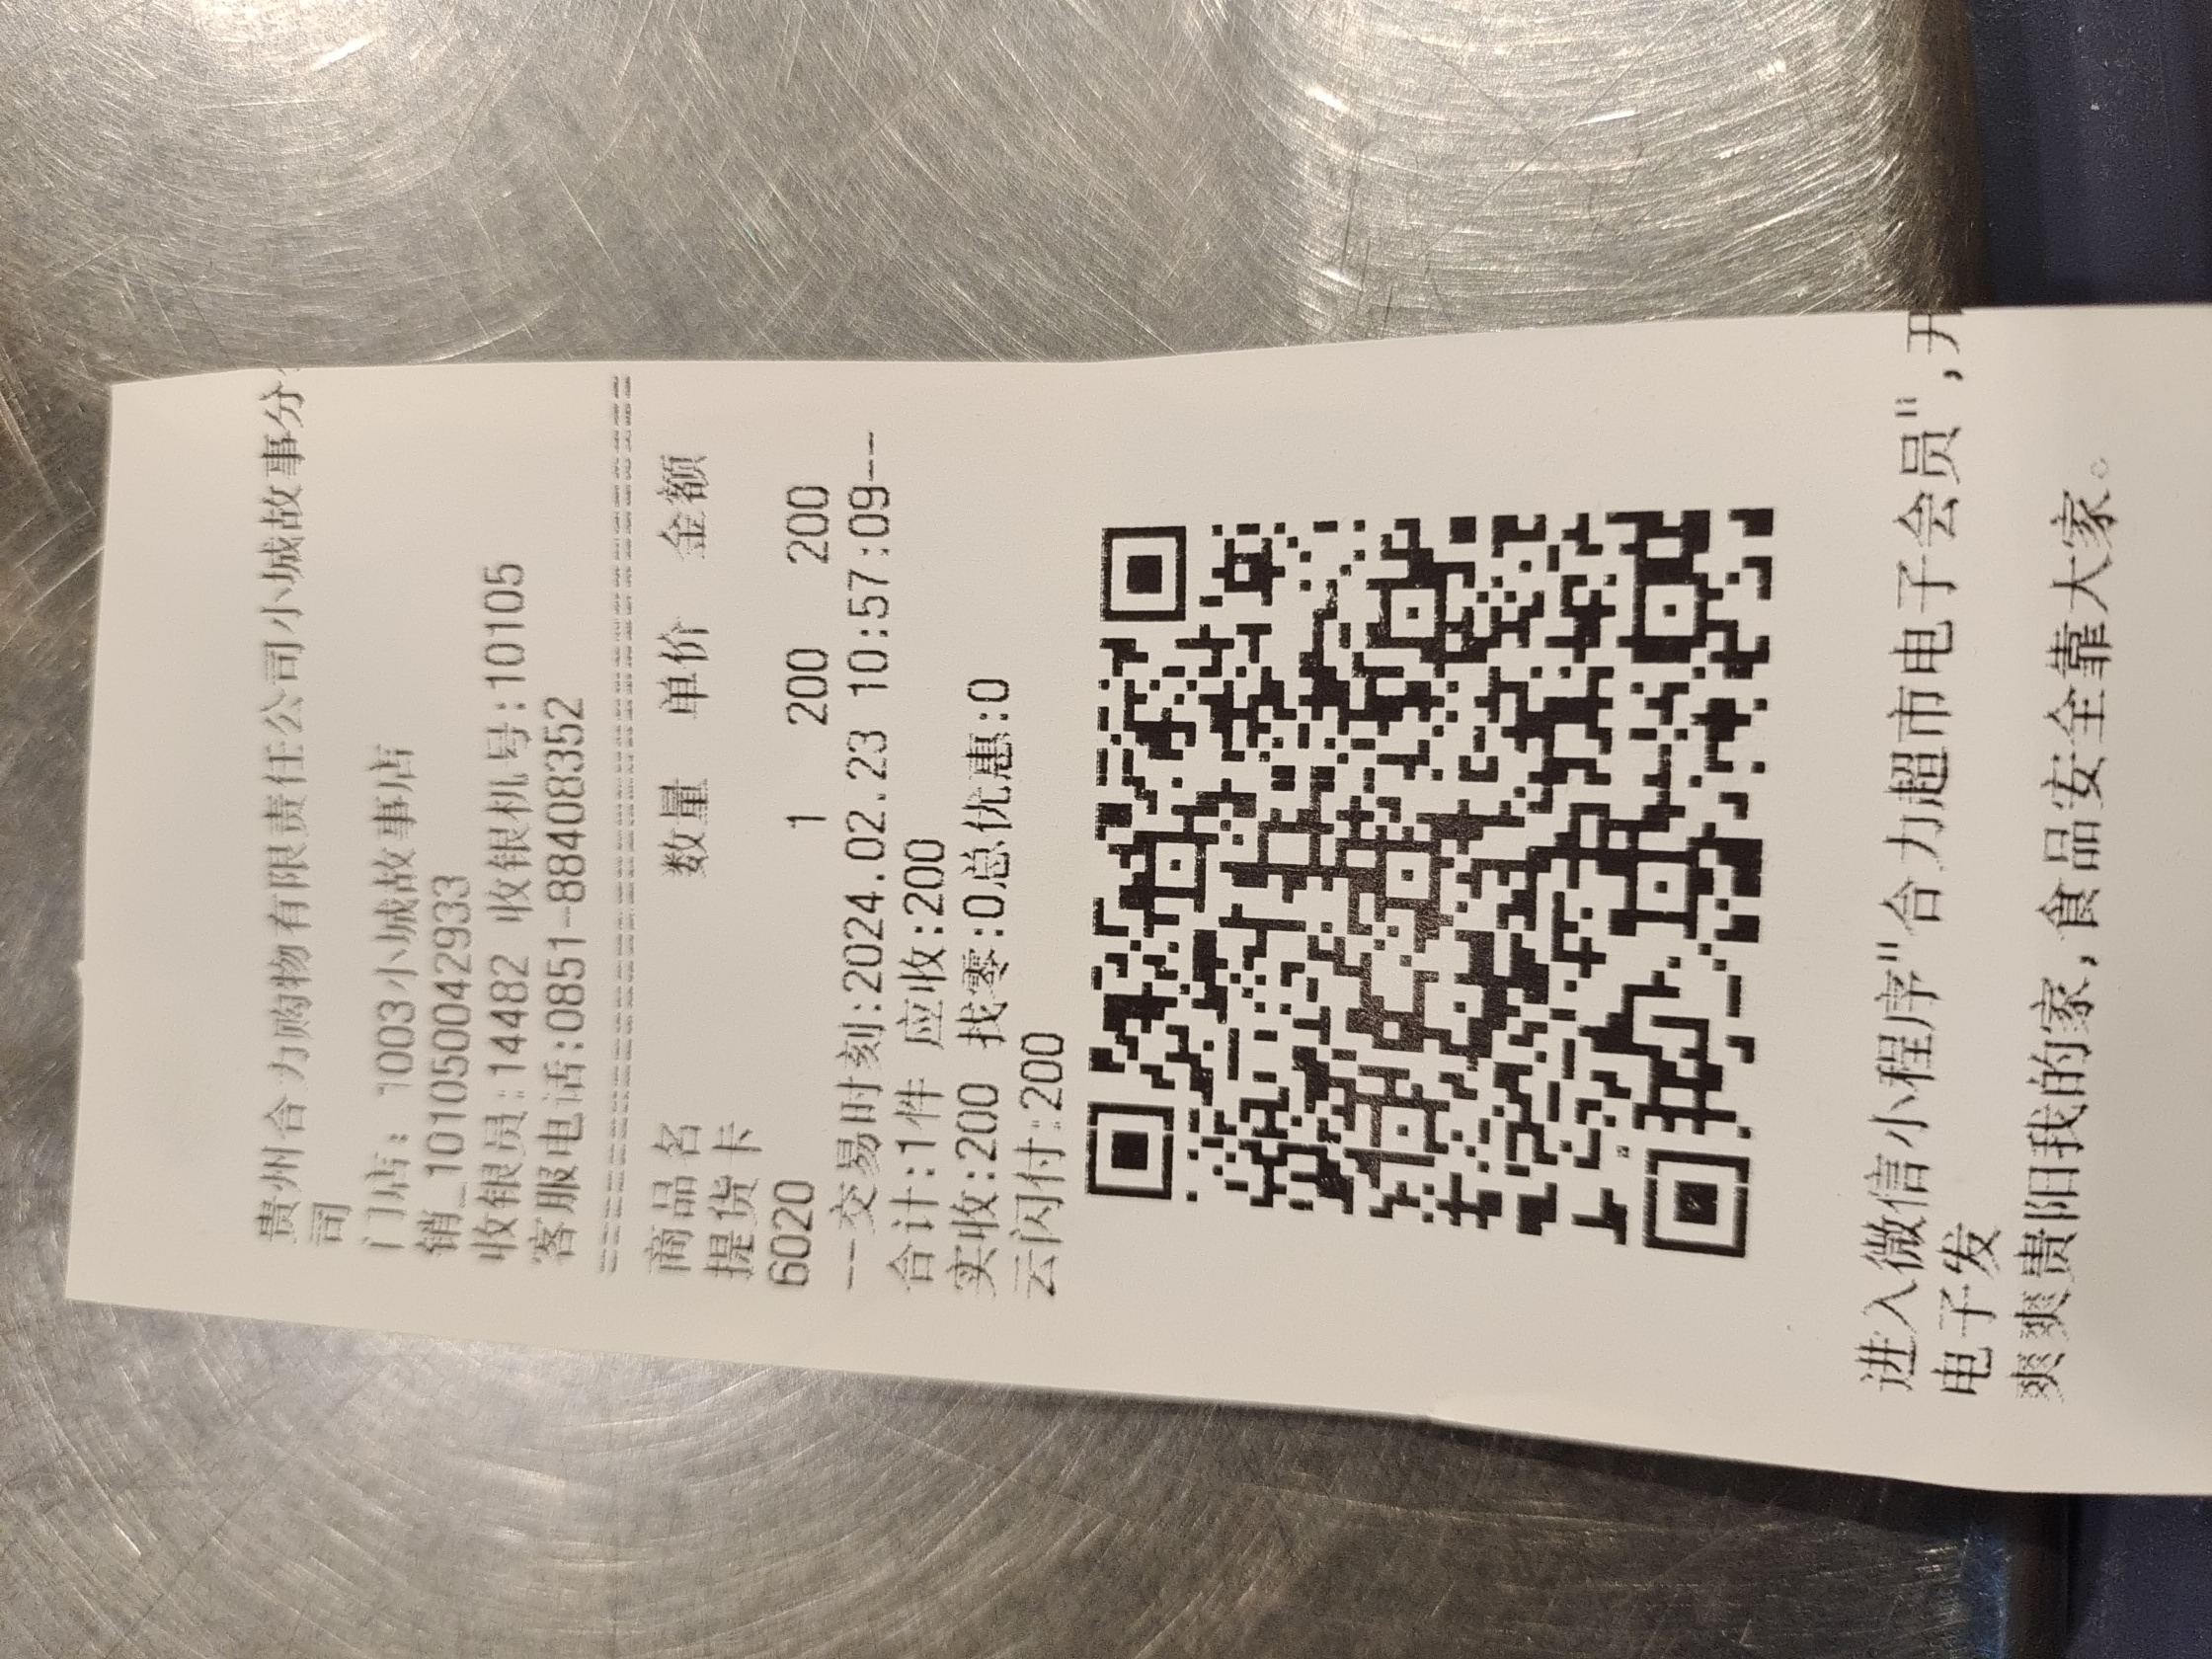 贵州合力购物有限责任公司小城故事分
司
门店: 1003小城故事店
销_101050042933
收银员:14482 收银机号:10105
客服电话:0851-88408352
商品名 数量 单价 金额
提货卡
6020 1 200 200
--交易时刻:2024.02.23 10:57:09--
合计:1件 应收:200
实收:200 找零:0总优惠:0
云闪付:200
进入微信小程序"合力超市电子会员",开
电子发
爽爽贵阳我的家,食品安全靠大家。